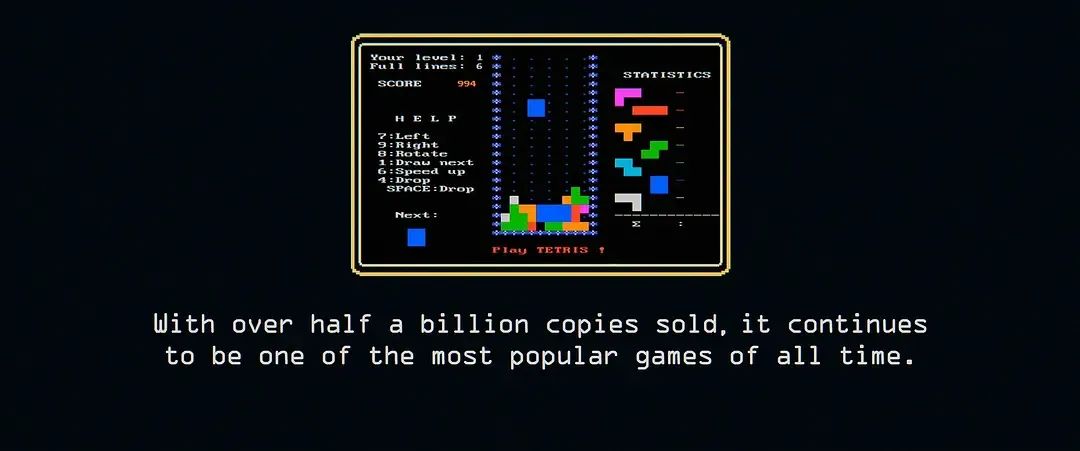 Your level: 1
Full lines: 6
SCORE 994
STATISTICS
H E L P
7:Left
9:Right
8:Rotate
1:Draw next
6:Speed up
4:Drop
SPACE:Drop
Next:
Σ :
Play TETRIS !
With over half a billion copies sold, it continues
to be one of the most popular games of all time.